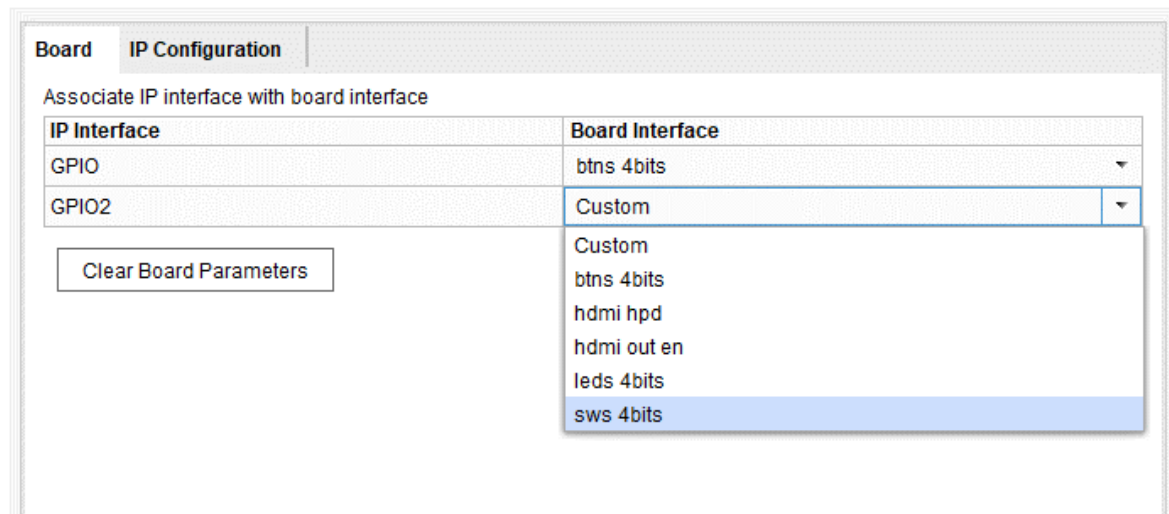 Board IP Configuration
Associate IP interface with board interface
IP Interface Board Interface
GPIO btns 4bits
GPIO2 Custom
Clear Board Parameters
Custom
btns 4bits
hdmi hpd
hdmi out en
leds 4bits
sws 4bits